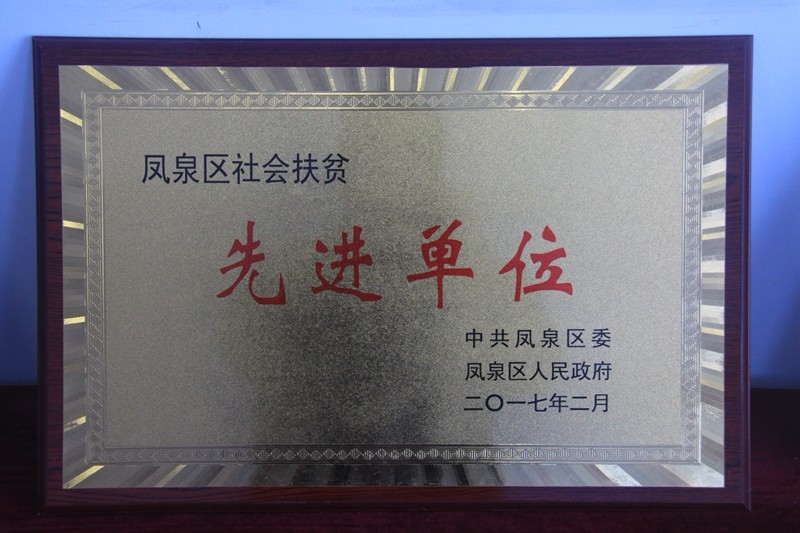 凤泉区社会扶贫
先进单位
中共凤泉区委
凤泉区人民政府
二〇一七年二月